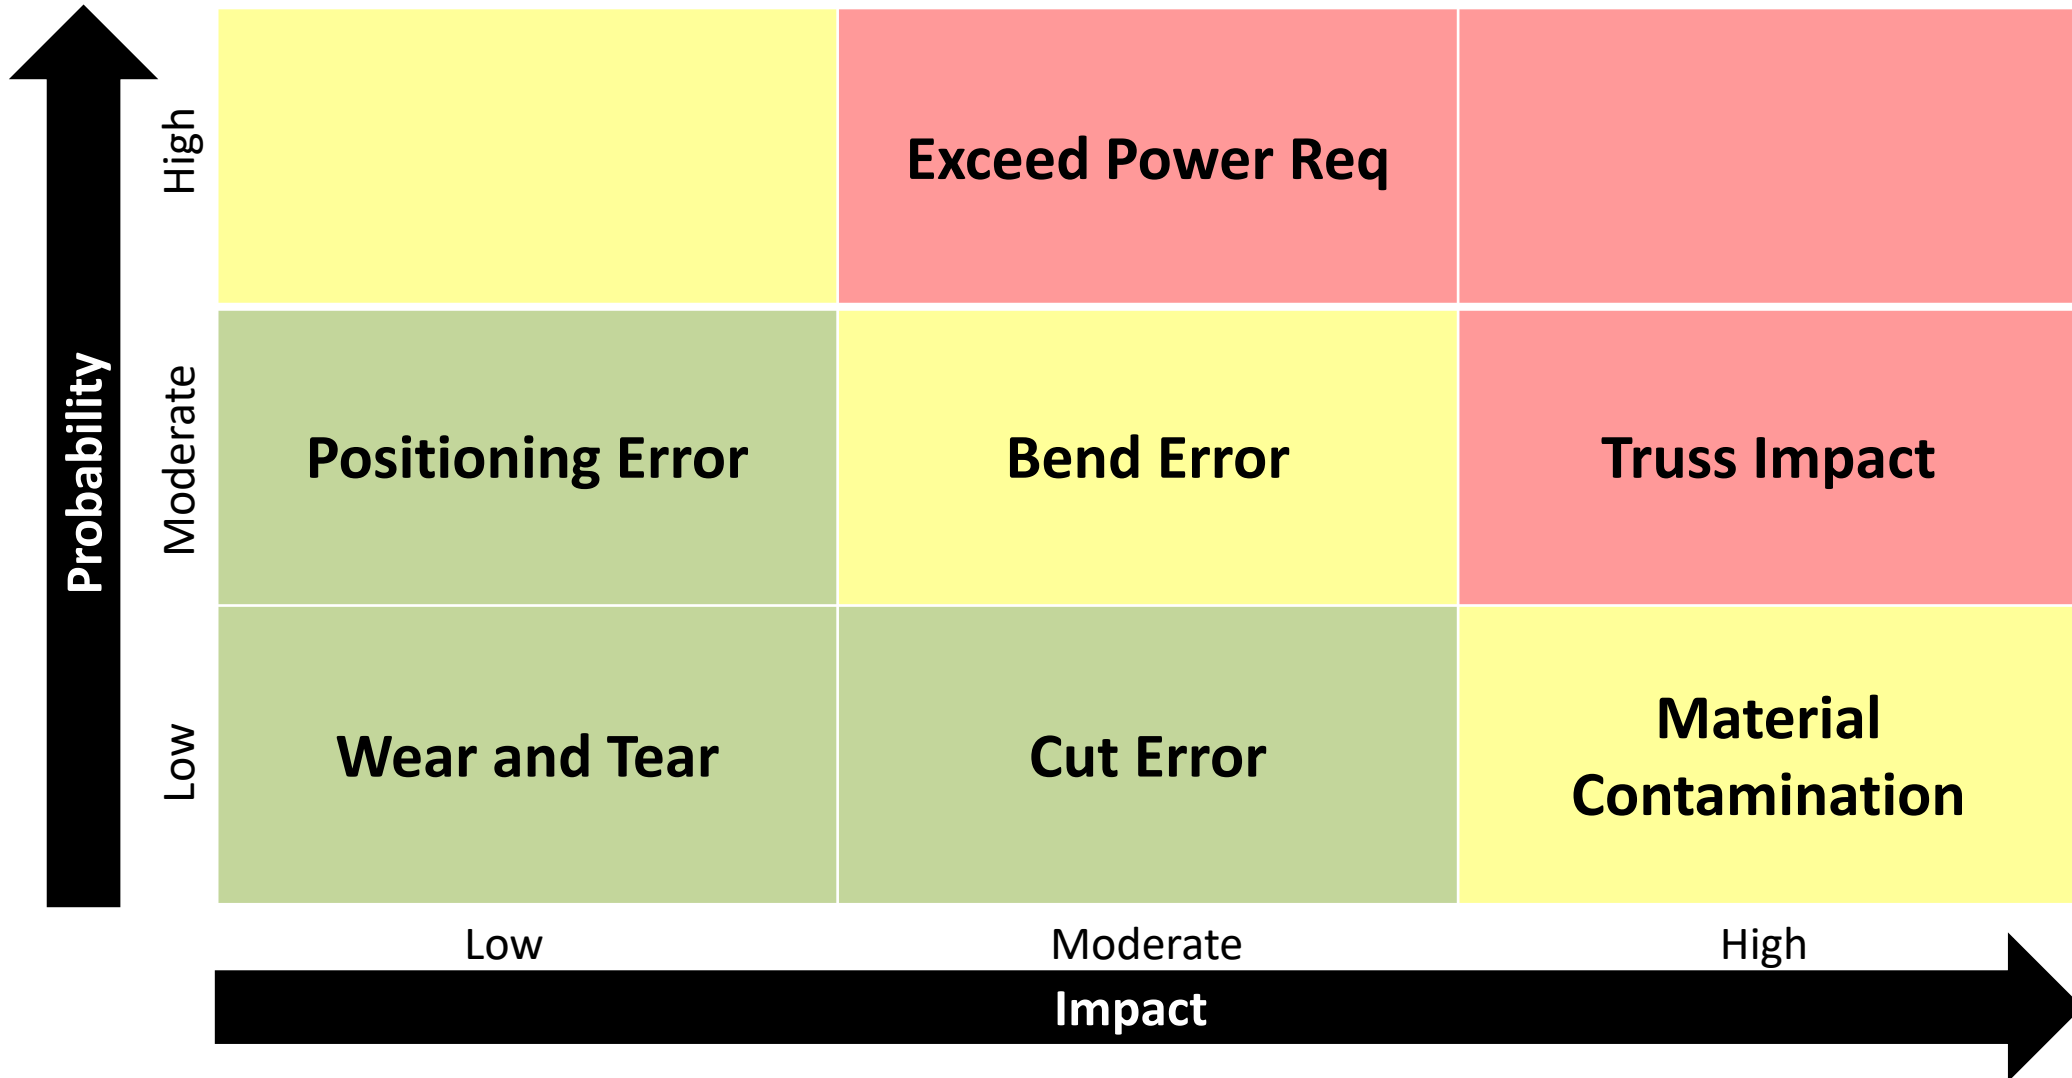 High
Exceed Power Req
Probability
Moderate
Positioning Error
Bend Error
Truss Impact
Low
Wear and Tear
Cut Error
Material
Contamination
Low
Moderate
High
Impact